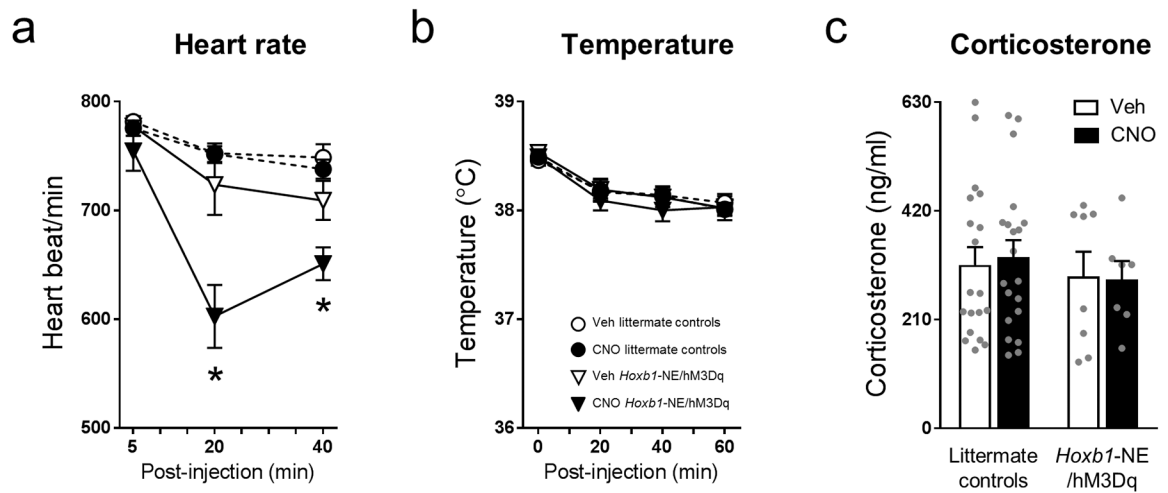 a
Heart rate
Heart beat/min
800
700
600
500
*
*
5
20
40
Post-injection (min)
b
Temperature
Temperature (°C)
39
38
37
36
Veh littermate controls
CNO littermate controls
Veh Hoxb1-NE/hM3Dq
CNO Hoxb1-NE/hM3Dq
0
20
40
60
Post-injection (min)
c
Corticosterone
Corticosterone (ng/ml)
630
420
210
0
Veh
CNO
Littermate
controls
Hoxb1-NE
/hM3Dq